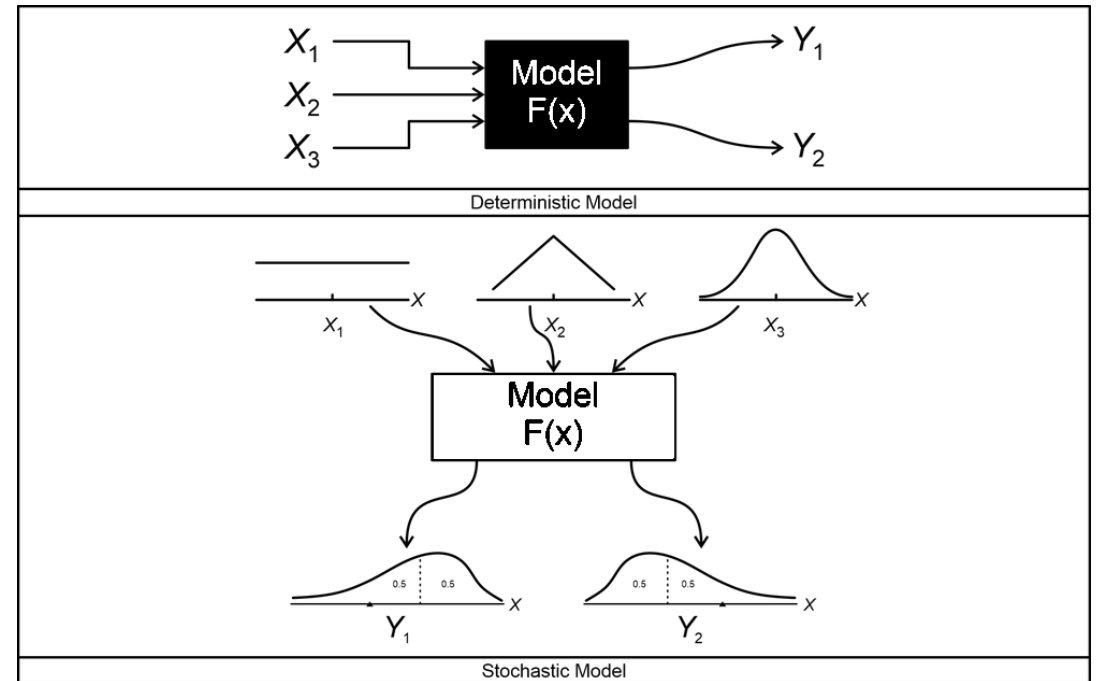 X1
X2
X3
Model
F(x)
Y1
Y2
Deterministic Model
X
X
X
X1
X2
X3
Model
F(x)
0.5 0.5
0.5 0.5
X
X
Y1
Y2
Stochastic Model